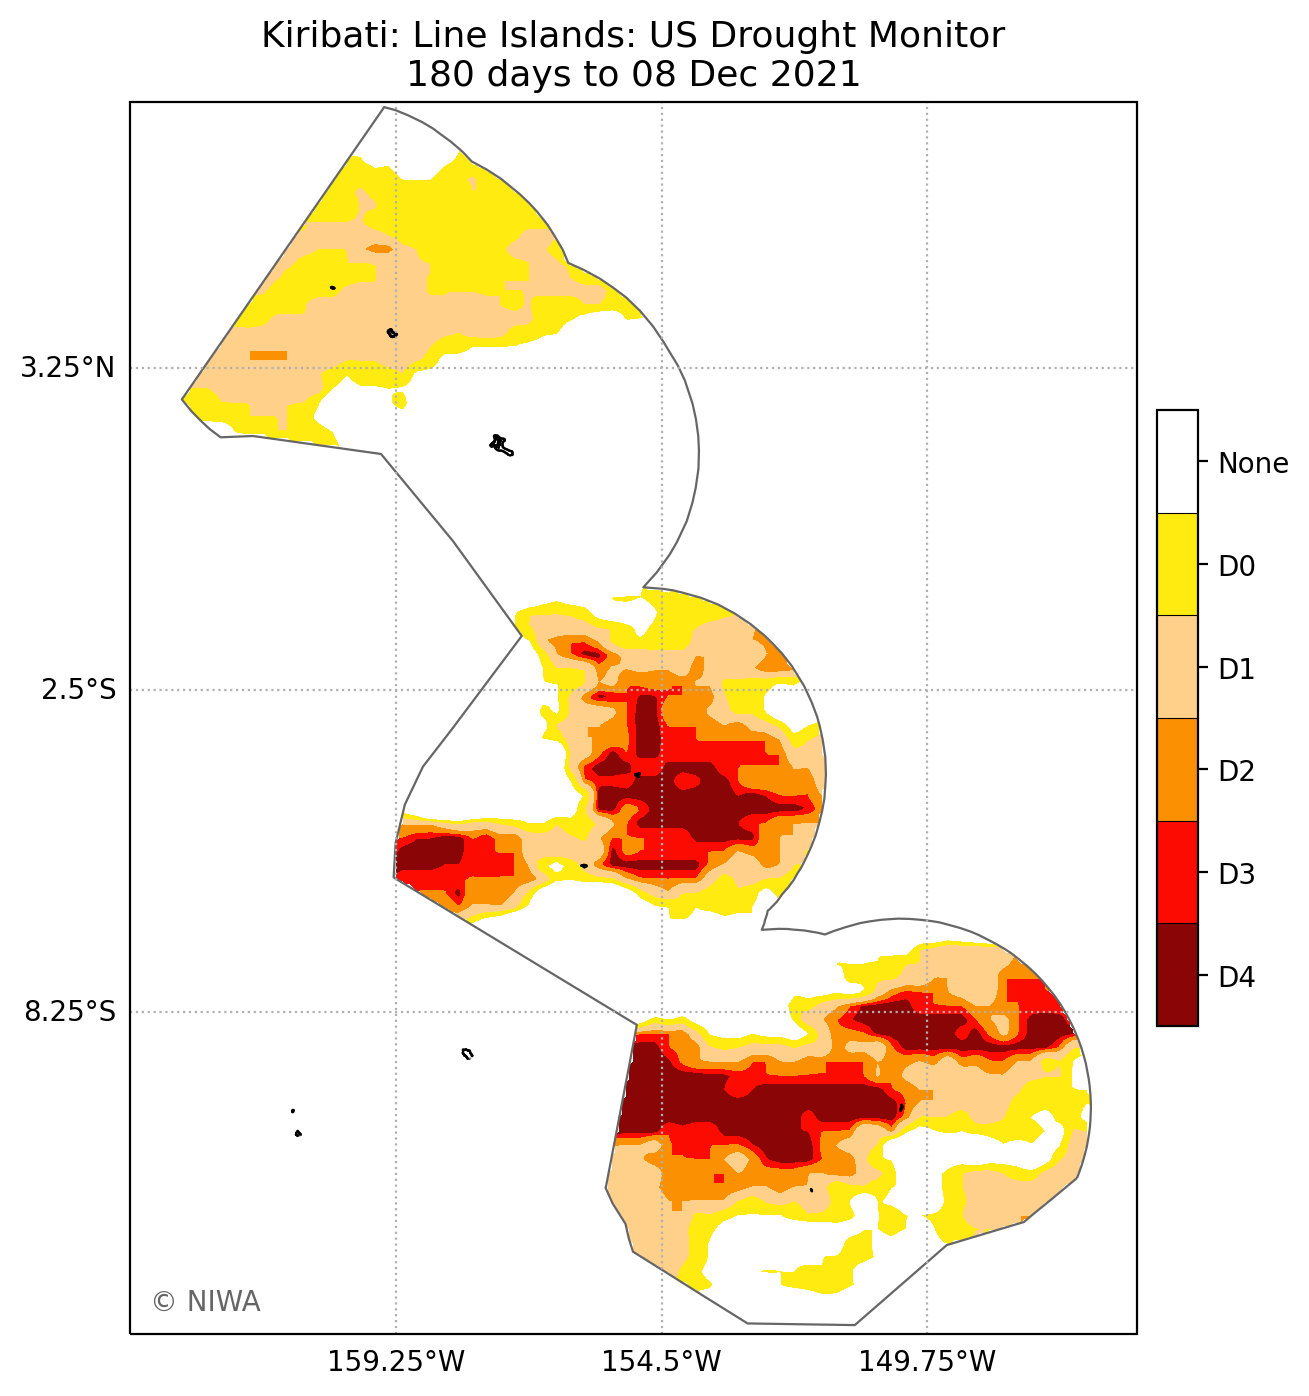 Kiribati: Line Islands: US Drought Monitor
180 days to 08 Dec 2021
3.25°N
2.5°S
8.25°S
159.25°W
154.5°W
149.75°W
None
D0
D1
D2
D3
D4
© NIWA